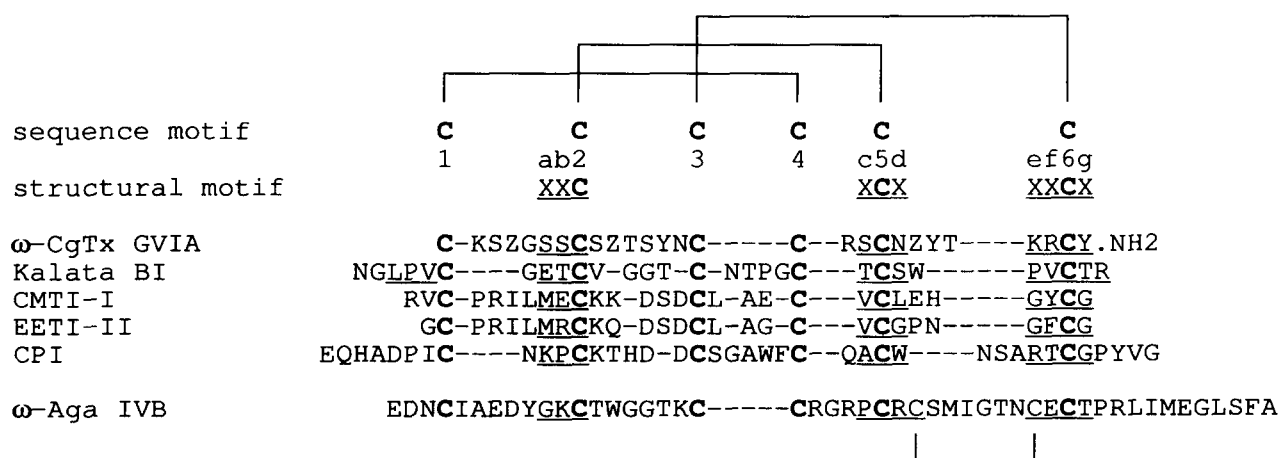 sequence motif C C C C C C
1 ab2 3 4 c5d ef6g
structural motif XXC XCX XXCX
ω-CgTx GVIA C-KSZGSSCSZTSYNC-----C--RSCNZYT----KRCY.NH2
Kalata BI NGLPVC----GETCV-GGT-C-NTPGC---TCSW PVCTR
CMTI-I RVC-PRILMECKK-DSDCL-AE-C---VCLEH-----GYCG
EETI-II GC-PRILMRCKQ-DSDCL-AG-C---VCGPN-----GFCG
CPI EQHADPIC----NKPCKTHD-DCSGAWFC--QACW----NSARTCGPYVG
ω-Aga IVB EDNCIAEDYGKCTWGGTKC-----CRGRPCRCSMIGTNCECTPRLIMEGLSFA